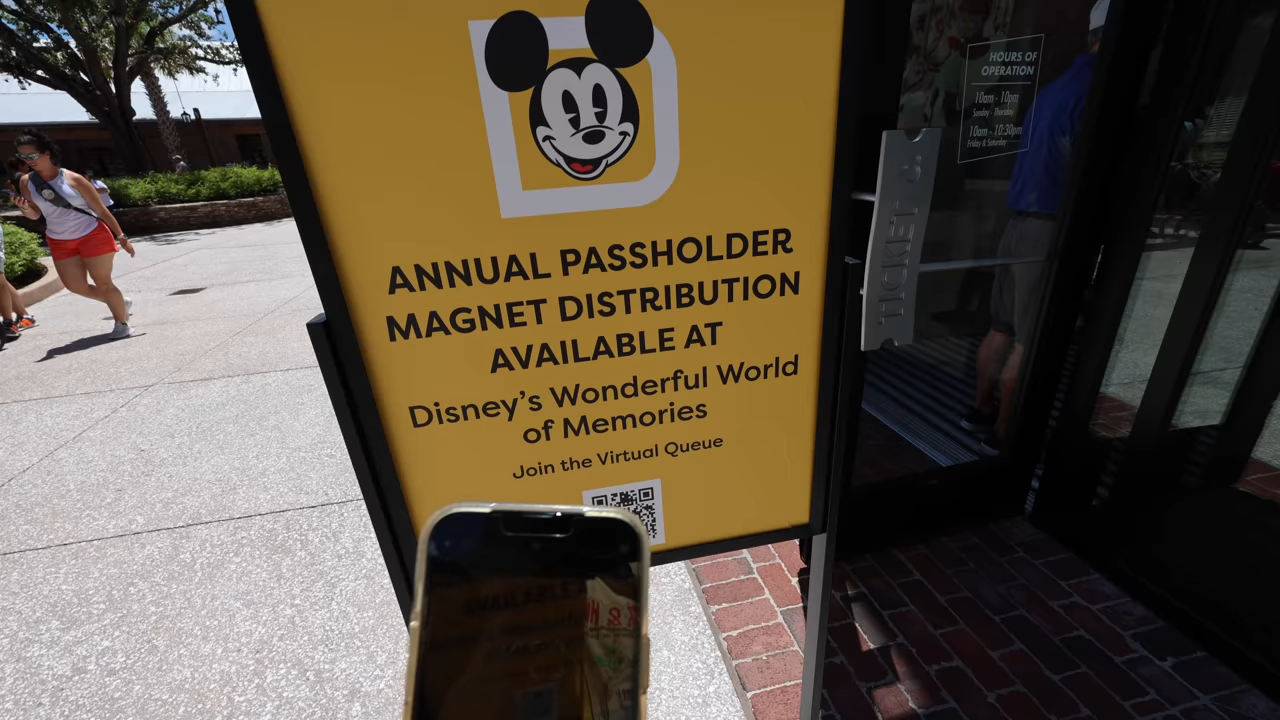 ANNUAL PASSHOLDER
MAGNET DISTRIBUTION
AVAILABLE AT
Disney's Wonderful World
of Memories
Join the Virtual Queue
HOURS OF
OPERATION
10am - 10pm
Sunday - Thursday
10am - 10:30pm
Friday & Saturday
TICKET